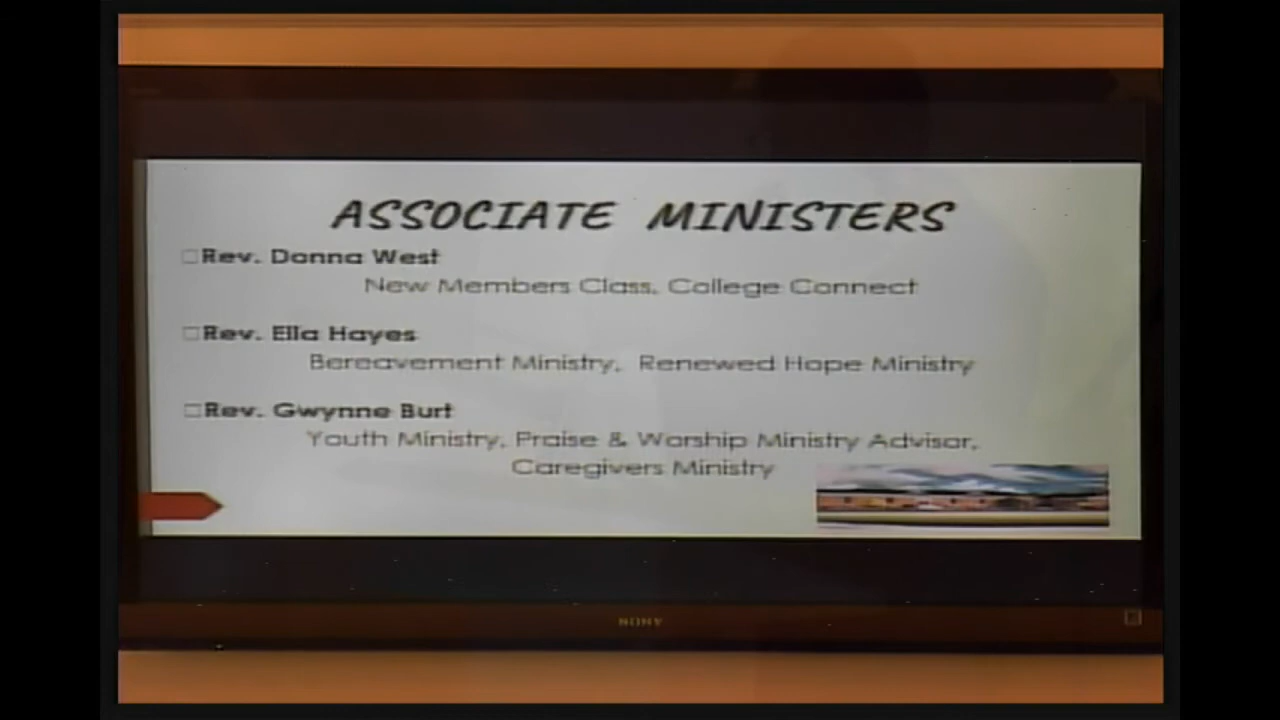 ASSOCIATE MINISTERS
Rev. Donna West
New Members Class, College Connect
Rev. Ella Hayes
Bereavement Ministry, Renewed Hope Ministry
Rev. Gwynne Burt
Youth Ministry, Praise & Worship Ministry Advisor,
Caregivers Ministry
SONY